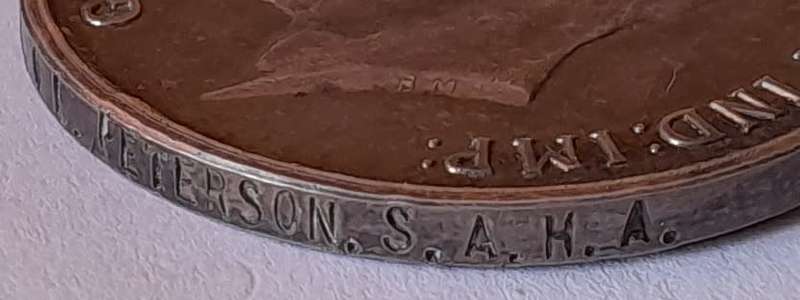 PETERSON. S. A. H. A.
B M
IND: IMP: